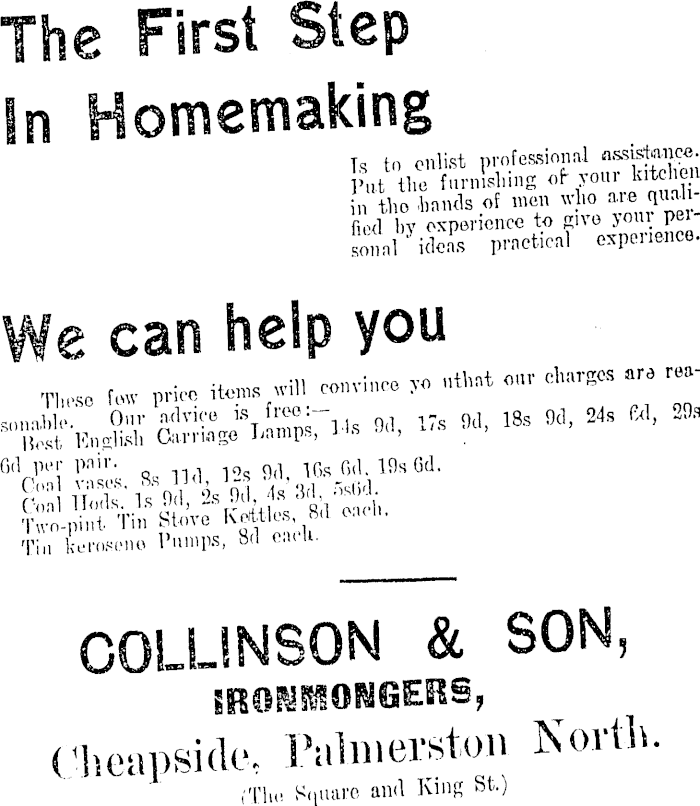 The First Step
In Homemaking
Is to enlist professional assistance.
Put the furnishing of your kitchen
in the hands of men who are quali-
fied by experience to give your per-
sonal ideas practical experience.
We can help you
These few price items will convince yo uthat our charges are rea-
sonable. Our advice is free:—
Best English Carriage Lamps, 14s 9d, 17s 9d, 18s 9d, 24s 6d, 29s
6d per pair.
Coal vases, 8s 11d, 12s 9d, 16s 6d, 19s 6d.
Coal Hods, 1s 9d, 2s 9d, 4s 3d, 5s6d.
Two-pint Tin Stove Kettles, 8d each.
Tin kerosene Pumps, 8d each.
COLLINSON & SON,
IRONMONGERS,
Cheapside, Palmerston North.
(The Square and King St.)